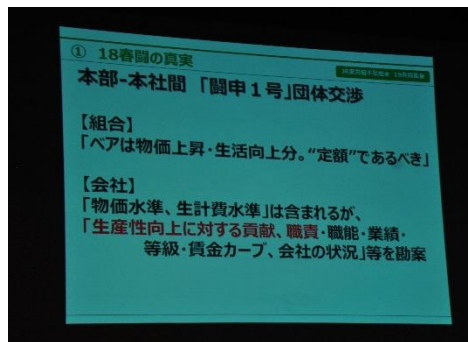 ① 18春闘の真実
本部-本社間 「闘申1号」団体交渉
【組合】
「ベアは物価上昇・生活向上分。“定額”であるべき」
【会社】
「物価水準、生計費水準」は含まれるが、
「生産性向上に対する貢献、職責・職能・業績・
等級・賃金カーブ、会社の状況」等を勘案